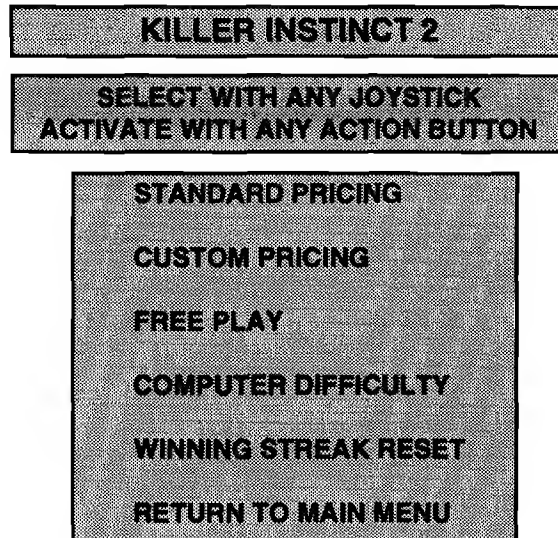 KILLER INSTINCT 2
SELECT WITH ANY JOYSTICK
ACTIVATE WITH ANY ACTION BUTTON
STANDARD PRICING
CUSTOM PRICING
FREE PLAY
COMPUTER DIFFICULTY
WINNING STREAK RESET
RETURN TO MAIN MENU